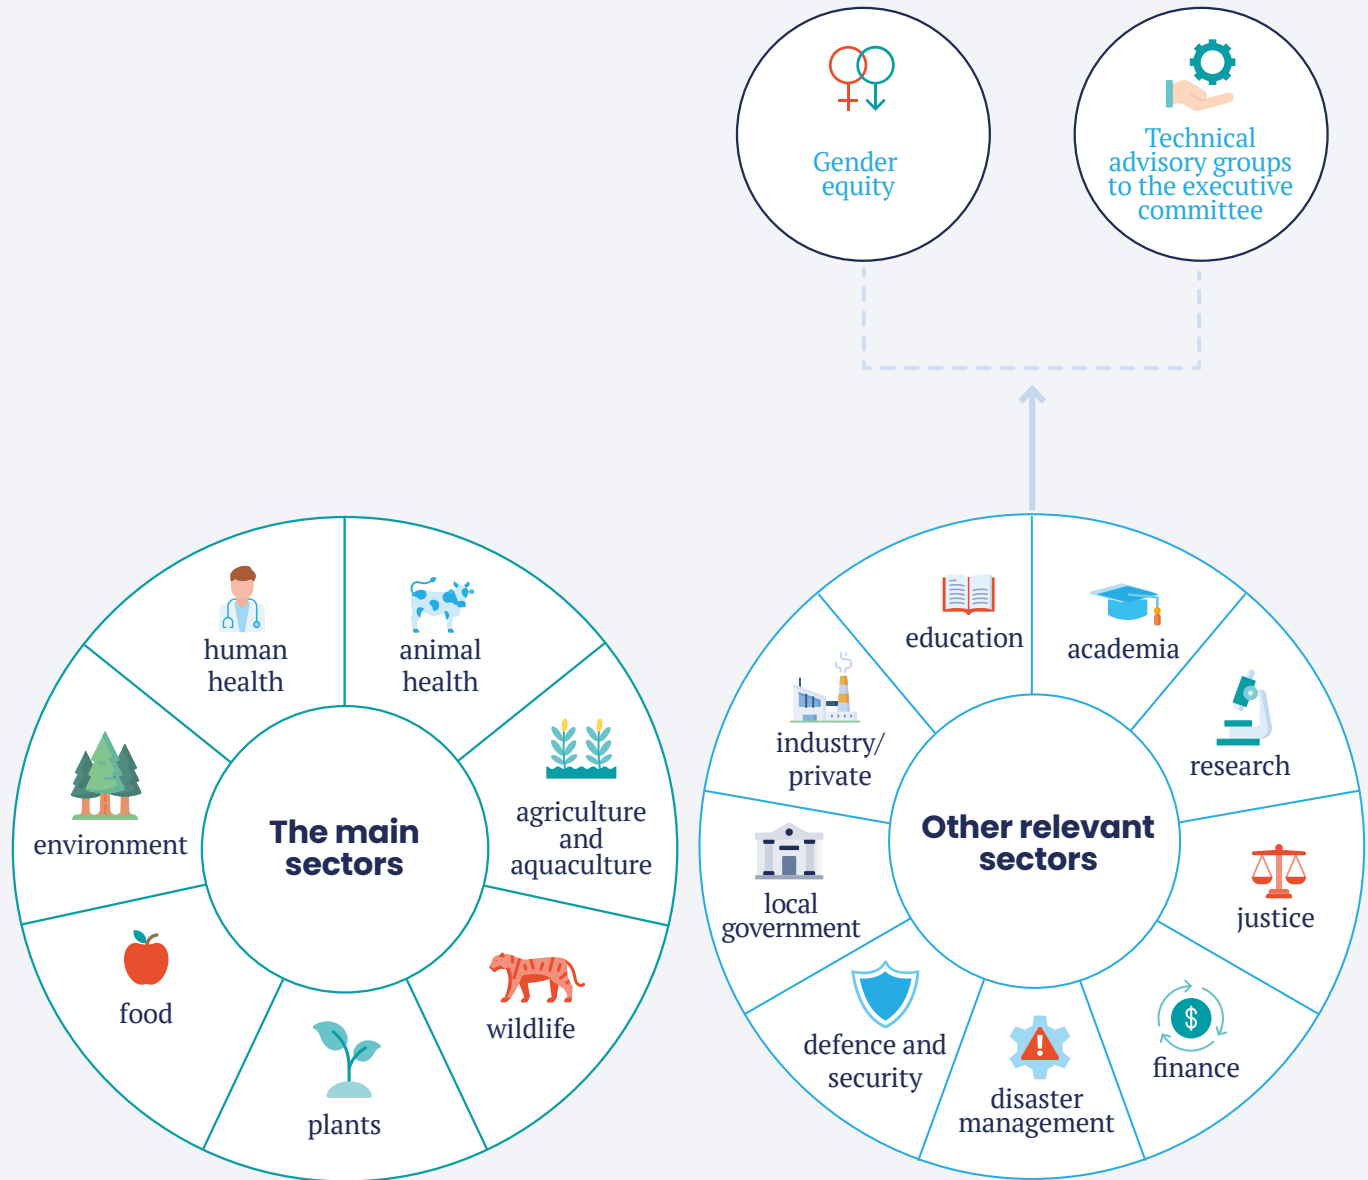 Gender
equity
Technical
advisory groups
to the executive
committee
The main
sectors
human
health
animal
health
agriculture
and
aquaculture
wildlife
plants
food
environment
Other relevant
sectors
education
academia
research
justice
finance
disaster
management
defence and
security
local
government
industry/
private
$